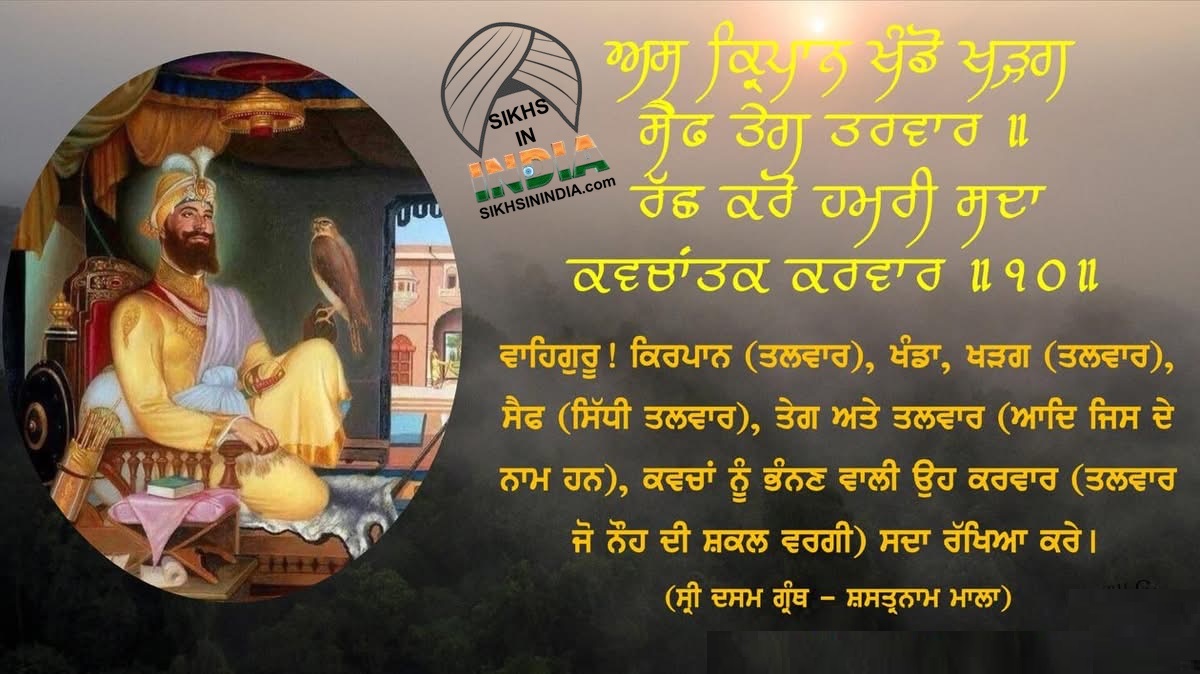 SIKHS
IN
INDIA
SIKHSININDIA.com
ਅਸ ਕ੍ਰਿਪਾਨ ਖੰਡੋ ਖੜਗ
ਸੈਫ ਤੇਗ ਤਰਵਾਰ ॥
ਰੱਛ ਕਰੋ ਹਮਰੀ ਸਦਾ
ਕਵਚਾਂਤਕ ਕਰਵਾਰ ॥੧੦॥
ਵਾਹਿਗੁਰੂ! ਕਿਰਪਾਨ (ਤਲਵਾਰ), ਖੰਡਾ, ਖੜਗ (ਤਲਵਾਰ),
ਸੈਫ (ਸਿੱਧੀ ਤਲਵਾਰ), ਤੇਗ ਅਤੇ ਤਲਵਾਰ (ਆਦਿ ਜਿਸ ਦੇ
ਨਾਮ ਹਨ), ਕਵਚਾਂ ਨੂੰ ਭੰਨਣ ਵਾਲੀ ਉਹ ਕਰਵਾਰ (ਤਲਵਾਰ
ਜੋ ਨੌਂਹ ਦੀ ਸ਼ਕਲ ਵਰਗੀ) ਸਦਾ ਰੱਖਿਆ ਕਰੇ।
(ਸ੍ਰੀ ਦਸਮ ਗ੍ਰੰਥ - ਸ਼ਸਤ੍ਰਨਾਮ ਮਾਲਾ)